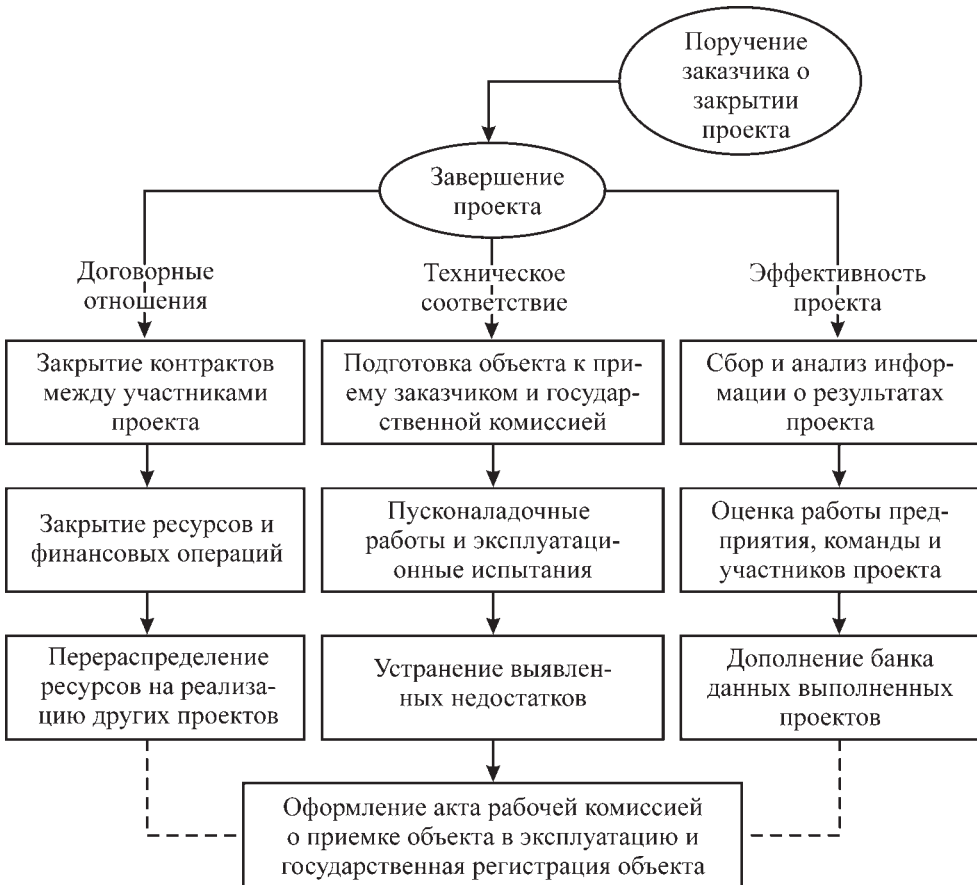 Поручение
заказчика о
закрытии
проекта
Завершение
проекта
Договорные
отношения
Техническое
соответствие
Эффективность
проекта
Закрытие контрактов
между участниками
проекта
Подготовка объекта к при-
ему заказчиком и государ-
ственной комиссией
Сбор и анализ инфор-
мации о результатах
проекта
Закрытие ресурсов и
финансовых операций
Пусконаладочные
работы и эксплуатаци-
онные испытания
Оценка работы пред-
приятия, команды и
участников проекта
Перераспределение
ресурсов на реализа-
цию других проектов
Устранение выявлен-
ных недостатков
Дополнение банка
данных выполненных
проектов
Оформление акта рабочей комиссией
о приемке объекта в эксплуатацию и
государственная регистрация объекта